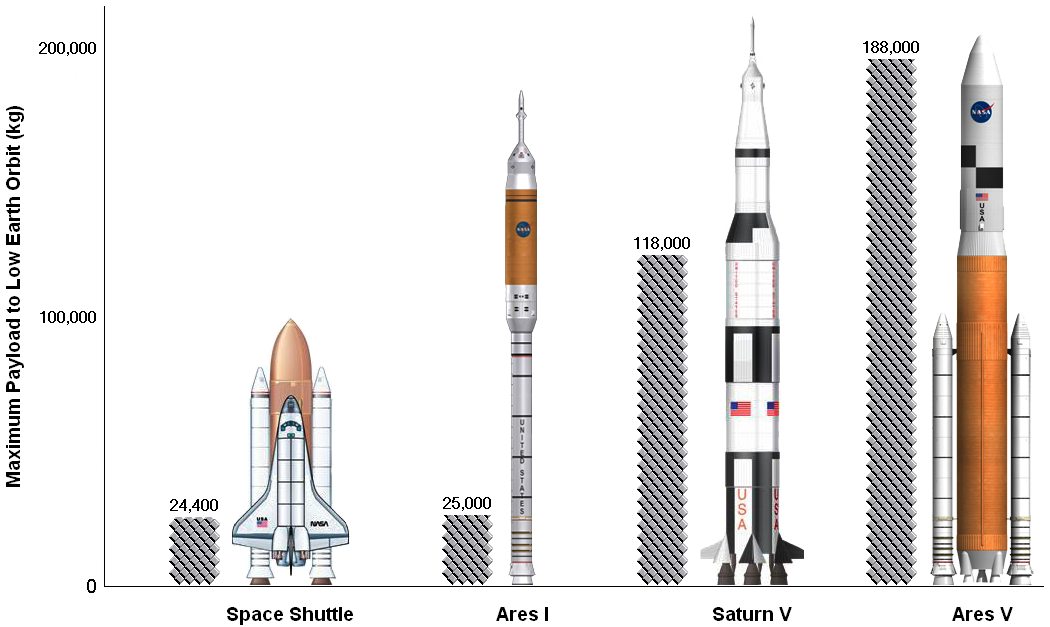 Maximum Payload to Low Earth Orbit (kg)
200,000
100,000
0
24,400
25,000
118,000
188,000
USA
NASA
NASA
UNITED STATES
USA
USA
NASA
USA
Space Shuttle
Ares I
Saturn V
Ares V